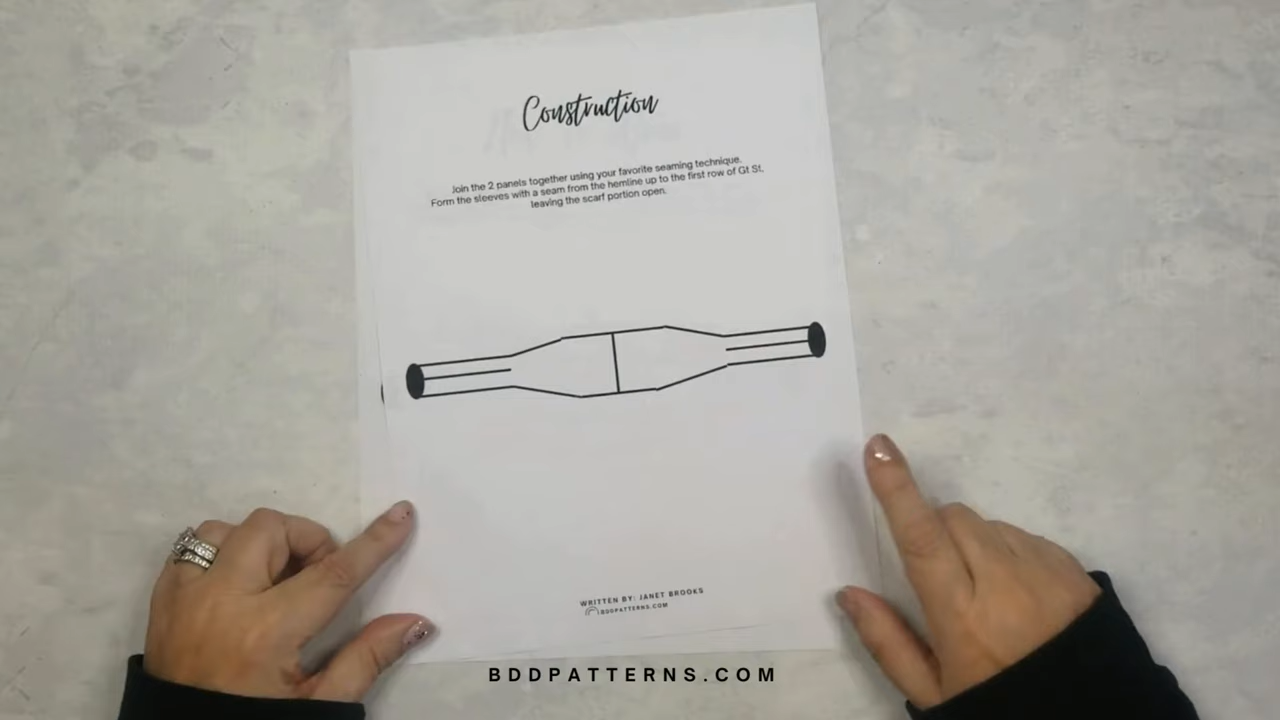 Construction
Join the 2 panels together using your favorite seaming technique.
Form the sleeves with a seam from the hemline up to the first row of Gt St.
leaving the scarf portion open.
WRITTEN BY: JANET BROOKS
BDDPATTERNS.COM
BDDPATTERNS.COM